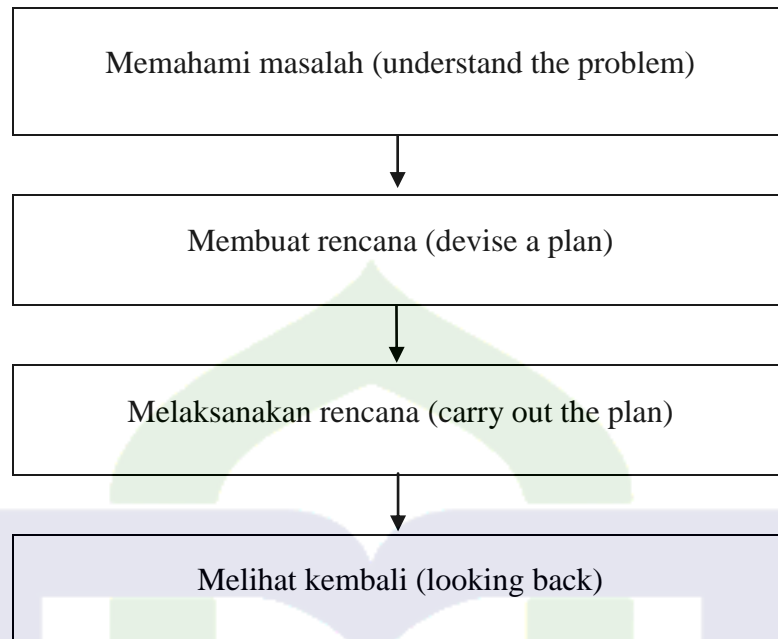 Memahami masalah (understand the problem)
Membuat rencana (devise a plan)
Melaksanakan rencana (carry out the plan)
Melihat kembali (looking back)